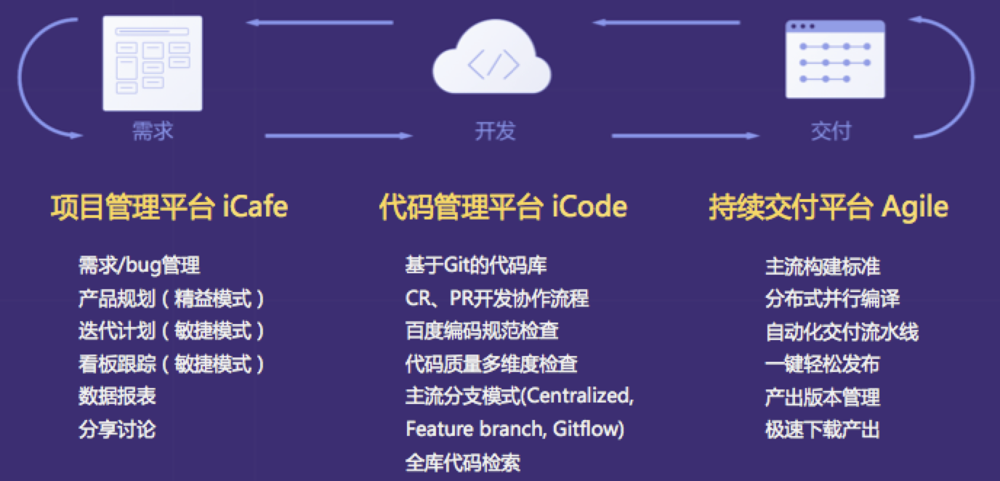 需求
开发
交付
项目管理平台 iCafe
需求/bug管理
产品规划（精益模式）
迭代计划（敏捷模式）
看板跟踪（敏捷模式）
数据报表
分享讨论
代码管理平台 iCode
基于Git的代码库
CR、PR开发协作流程
百度编码规范检查
代码质量多维度检查
主流分支模式(Centralized,
Feature branch, Gitflow)
全库代码检索
持续交付平台 Agile
主流构建标准
分布式并行编译
自动化交付流水线
一键轻松发布
产出版本管理
极速下载产出